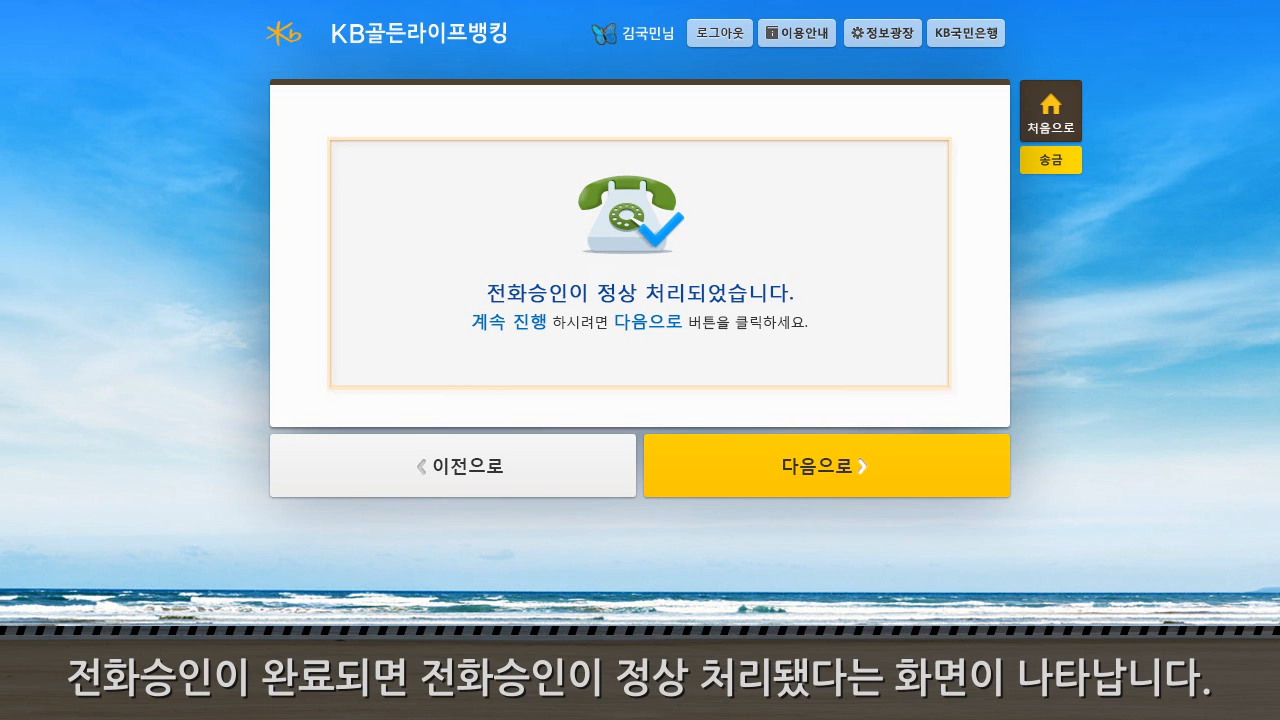 KB골든라이프뱅킹
김국민님 로그아웃 이용안내 정보광장 KB국민은행
처음으로
송금
전화승인이 정상 처리되었습니다.
계속 진행 하시려면 다음으로 버튼을 클릭하세요.
이전으로 다음으로
전화승인이 완료되면 전화승인이 정상 처리됐다는 화면이 나타납니다.